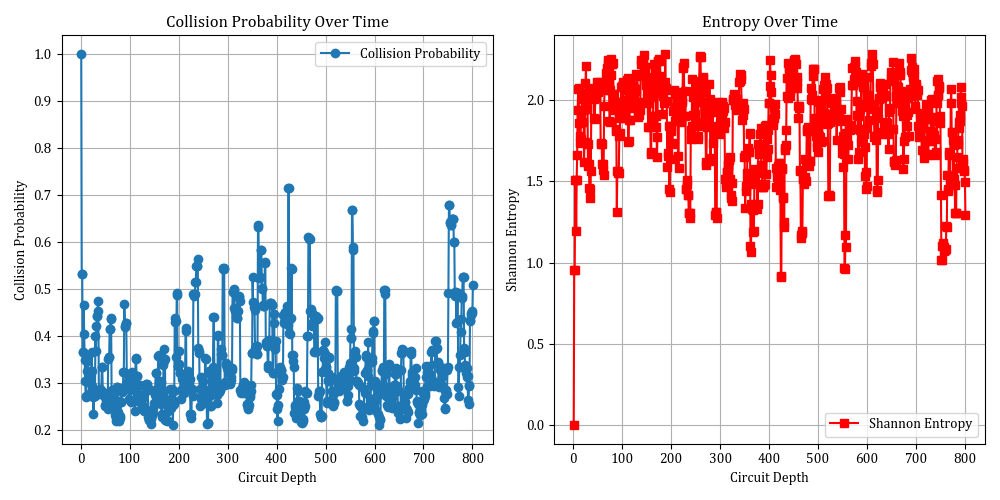 Collision Probability Over Time
Collision Probability
1.0
0.9
0.8
0.7
0.6
0.5
0.4
0.3
0.2
Collision Probability
0 100 200 300 400 500 600 700 800
Circuit Depth
Entropy Over Time
2.0
1.5
1.0
0.5
0.0
Shannon Entropy
Shannon Entropy
0 100 200 300 400 500 600 700 800
Circuit Depth